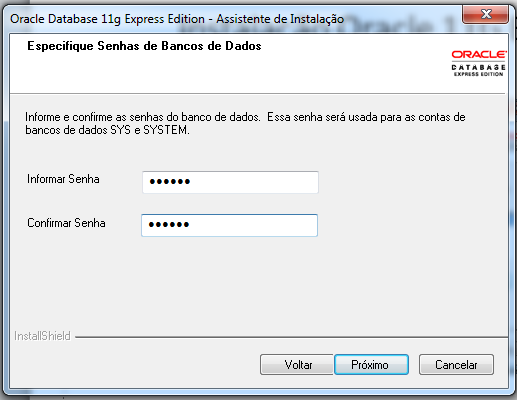 Oracle Database 11g Express Edition - Assistente de Instalação
Especifique Senhas de Bancos de Dados
ORACLE
DATABASE
EXPRESS EDITION
Informe e confirme as senhas do banco de dados. Essa senha será usada para as contas de
bancos de dados SYS e SYSTEM.
Informar Senha
••••••
Confirmar Senha
••••••
InstallShield
Voltar
Próximo
Cancelar